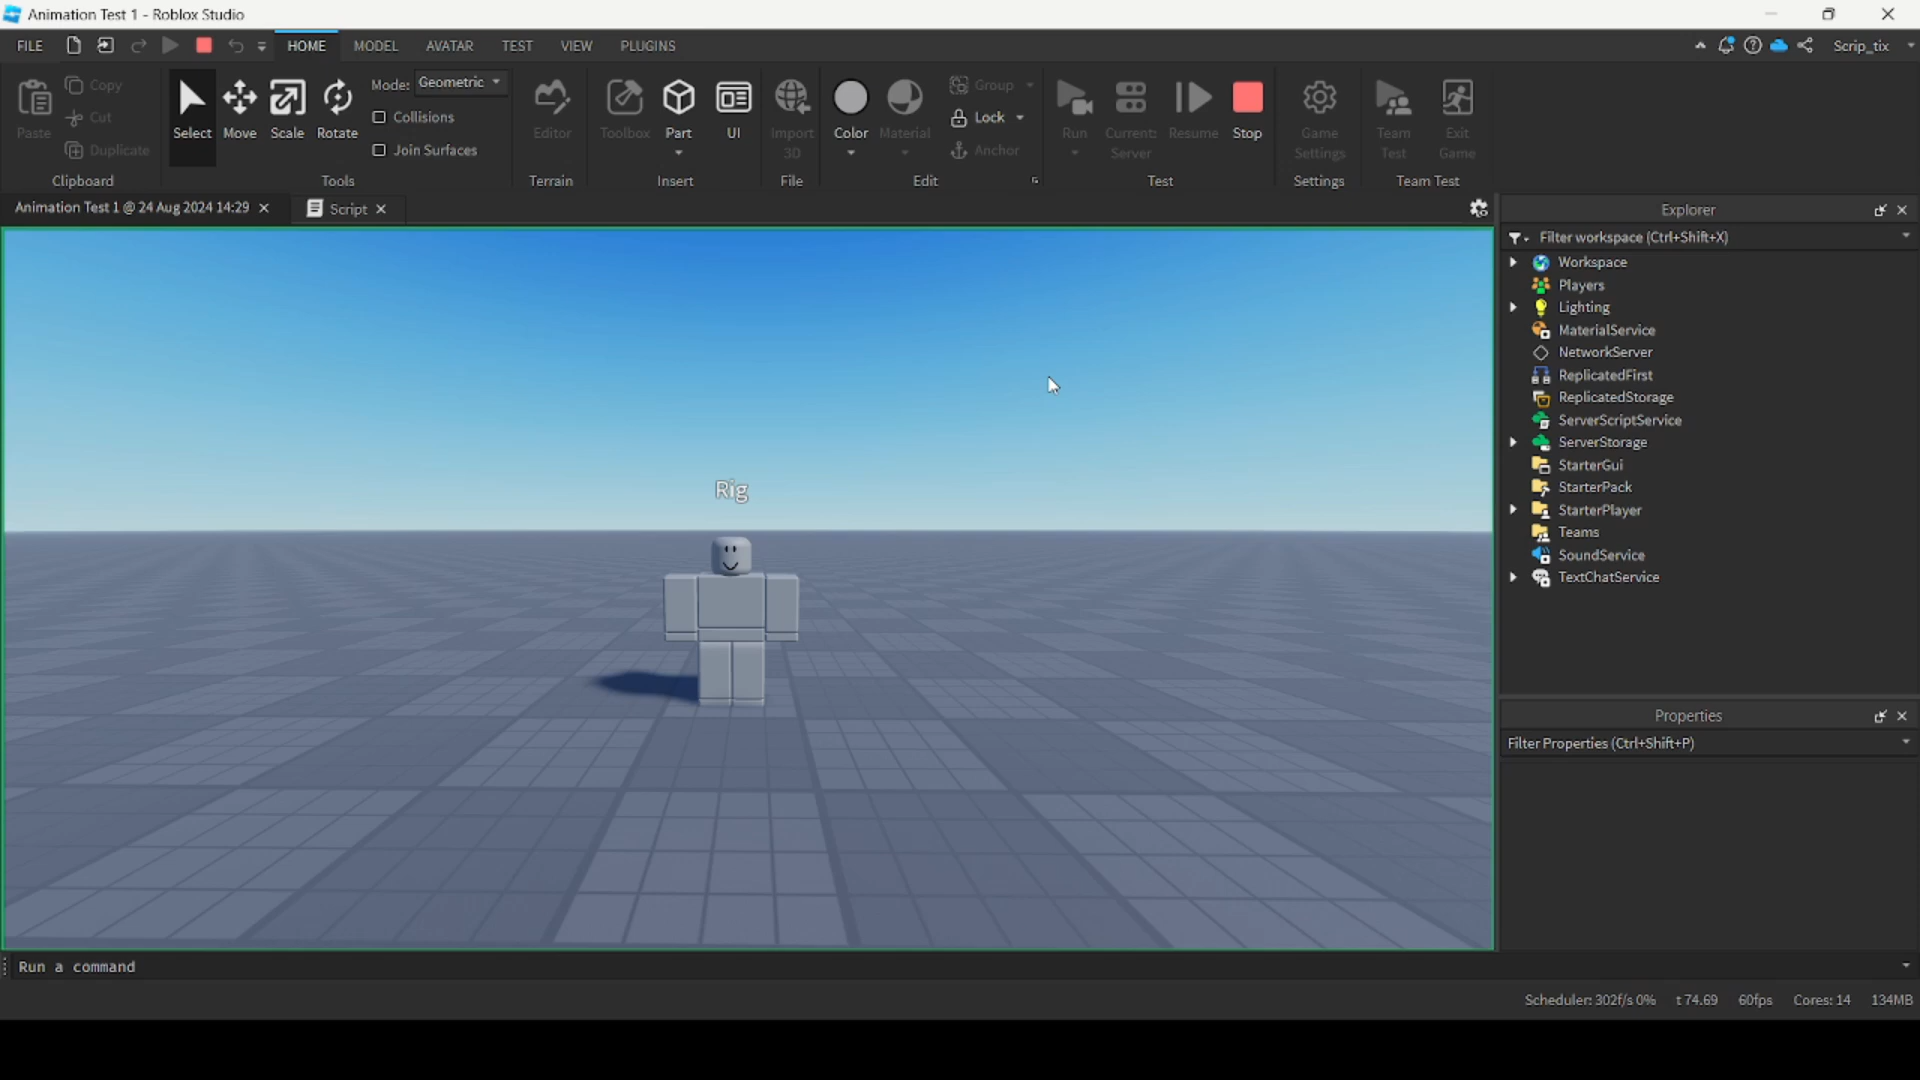 Animation Test 1 - Roblox Studio
FILE HOME MODEL AVATAR TEST VIEW PLUGINS Scrip_tix
Paste Copy Cut Duplicate Clipboard
Select Move Scale Rotate Mode: Geometric
Collisions
Join Surfaces
Tools
Editor
Terrain
Toolbox Part UI
Insert
Import 3D
File
Color Material Group Lock Anchor
Edit
Run Current: Server Resume Stop
Test
Game Settings
Settings
Team Test Exit Game
Team Test
Animation Test 1 @ 24 Aug 2024 14:29 Script
Rig
Explorer
Filter workspace (Ctrl+Shift+X)
Workspace
Players
Lighting
MaterialService
NetworkServer
ReplicatedFirst
ReplicatedStorage
ServerScriptService
ServerStorage
StarterGui
StarterPack
StarterPlayer
Teams
SoundService
TextChatService
Properties
Filter Properties (Ctrl+Shift+P)
Run a command
Scheduler: 302f/s 0% t 74.69 60fps Cores: 14 134MB